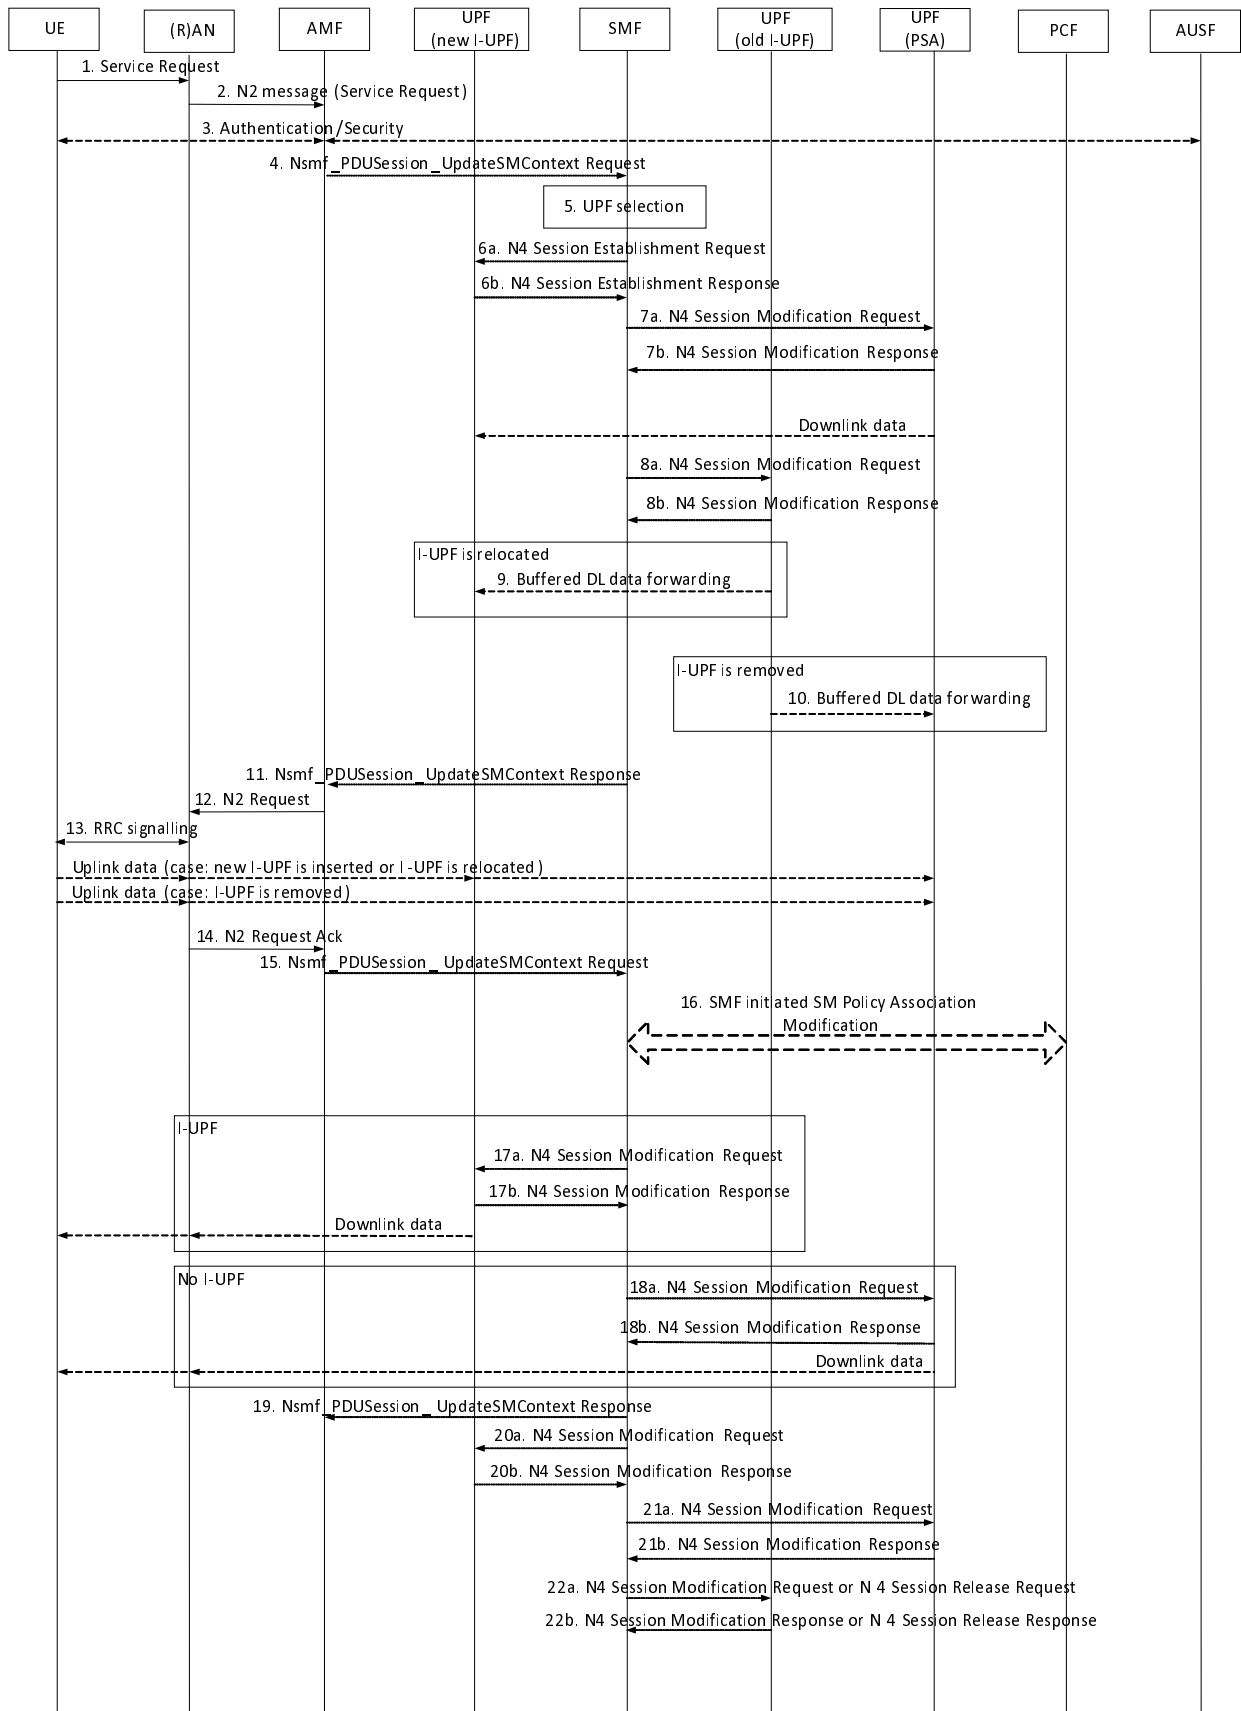 UE
(R)AN
AMF
UPF
(new I-UPF)
SMF
UPF
(old I-UPF)
UPF
(PSA)
PCF
AUSF
1. Service Request
2. N2 message (Service Request)
3. Authentication/Security
4. Nsmf_PDUSession_UpdateSMContext Request
5. UPF selection
6a. N4 Session Establishment Request
6b. N4 Session Establishment Response
7a. N4 Session Modification Request
7b. N4 Session Modification Response
Downlink data
8a. N4 Session Modification Request
8b. N4 Session Modification Response
I-UPF is relocated
9. Buffered DL data forwarding
I-UPF is removed
10. Buffered DL data forwarding
11. Nsmf_PDUSession_UpdateSMContext Response
12. N2 Request
13. RRC signalling
Uplink data (case: new I-UPF is inserted or I-UPF is relocated)
Uplink data (case: I-UPF is removed)
14. N2 Request Ack
15. Nsmf_PDUSession_UpdateSMContext Request
16. SMF initiated SM Policy Association
Modification
I-UPF
17a. N4 Session Modification Request
17b. N4 Session Modification Response
Downlink data
No I-UPF
18a. N4 Session Modification Request
18b. N4 Session Modification Response
Downlink data
19. Nsmf_PDUSession_UpdateSMContext Response
20a. N4 Session Modification Request
20b. N4 Session Modification Response
21a. N4 Session Modification Request
21b. N4 Session Modification Response
22a. N4 Session Modification Request or N 4 Session Release Request
22b. N4 Session Modification Response or N 4 Session Release Response